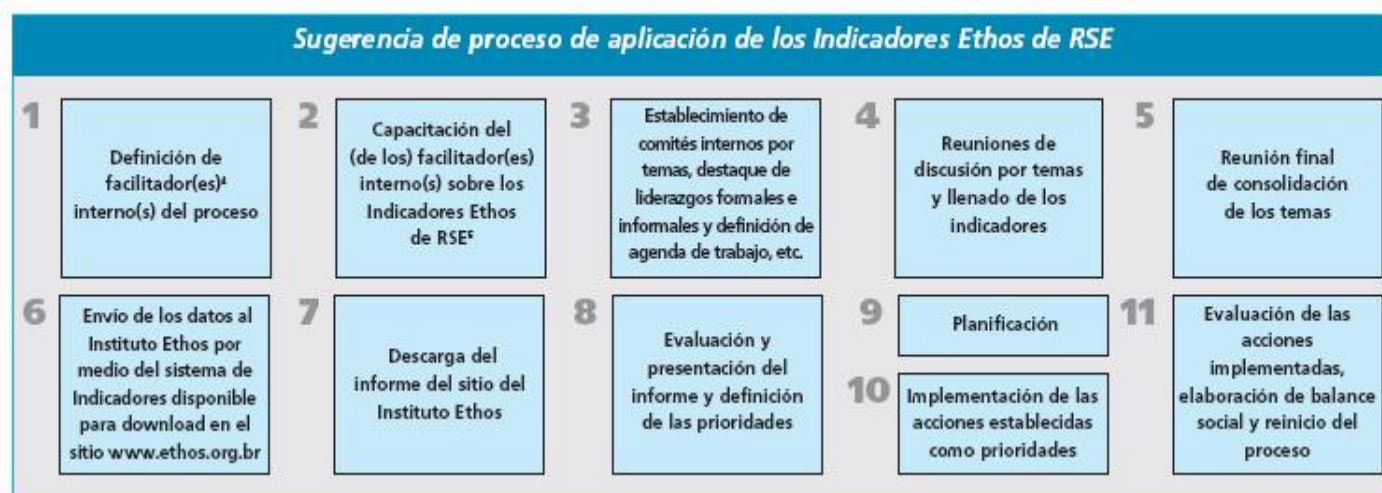 Sugerencia de proceso de aplicación de los Indicadores Ethos de RSE
1
Definición de
facilitador(es)⁴
interno(s) del proceso
2
Capacitación del
(de los) facilitador(es)
interno(s) sobre los
Indicadores Ethos
de RSE⁵
3
Establecimiento de
comités internos por
temas, destaque de
liderazgos formales e
informales y definición de
agenda de trabajo, etc.
4
Reuniones de
discusión por temas
y llenado de los
indicadores
5
Reunión final
de consolidación
de los temas
6
Envío de los datos al
Instituto Ethos por
medio del sistema de
Indicadores disponible
para download en el
sitio www.ethos.org.br
7
Descarga del
informe del sitio del
Instituto Ethos
8
Evaluación y
presentación del
informe y definición
de las prioridades
9
Planificación
10
Implementación de las
acciones establecidas
como prioridades
11
Evaluación de las
acciones
implementadas,
elaboración de balance
social y reinicio del
proceso